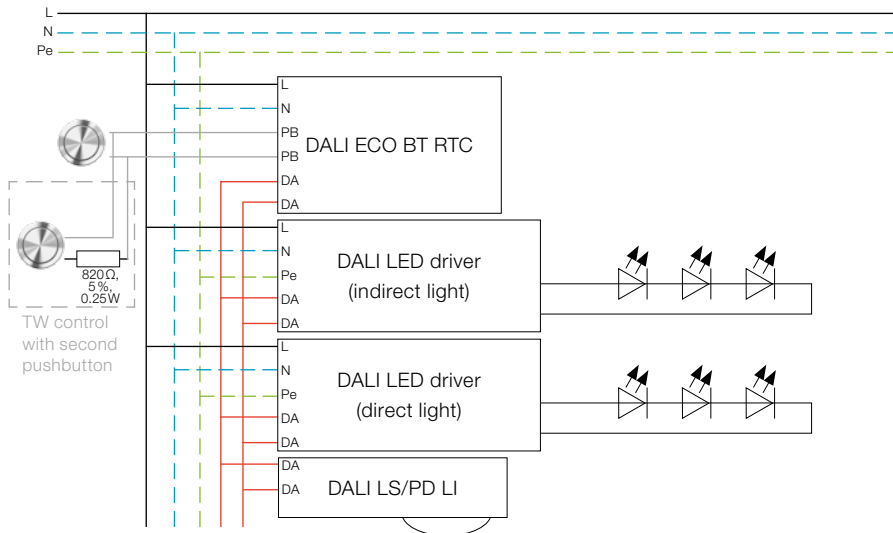 L
N
Pe
L
N
PB
PB
DA
DA
DALI ECO BT RTC
L
N
Pe
DA
DA
DALI LED driver
(indirect light)
820Ω,
5%,
0.25W
TW control
with second
pushbutton
L
N
Pe
DA
DA
DALI LED driver
(direct light)
DA
DA
DALI LS/PD LI